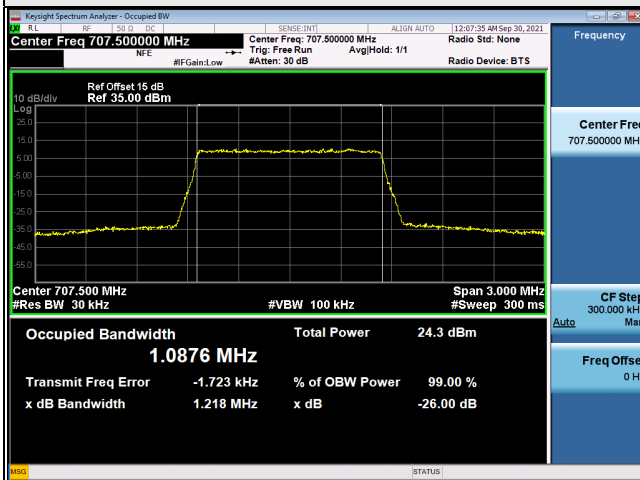 Keysight Spectrum Analyzer - Occupied BW
LXI RL RF 50 Ω DC SENSE:INT ALIGN AUTO 12:07:35 AM Sep 30, 2021
Center Freq 707.500000 MHz Center Freq: 707.500000 MHz Radio Std: None Frequency
NFE Trig: Free Run Avg|Hold: 1/1
#IFGain:Low #Atten: 30 dB Radio Device: BTS
Ref Offset 15 dB
10 dB/div Ref 35.00 dBm
Log
25.0
15.0
5.00
-5.00
-15.0
-25.0
-35.0
-45.0
-55.0
Center Fre
707.500000 MH
Center 707.500 MHz Span 3.000 MHz
#Res BW 30 kHz #VBW 100 kHz #Sweep 300 ms
CF Step
300.000 kH
Auto Ma
Occupied Bandwidth Total Power 24.3 dBm
1.0876 MHz
Transmit Freq Error -1.723 kHz % of OBW Power 99.00 %
x dB Bandwidth 1.218 MHz x dB -26.00 dB
Freq Offse
0 H
MSG STATUS